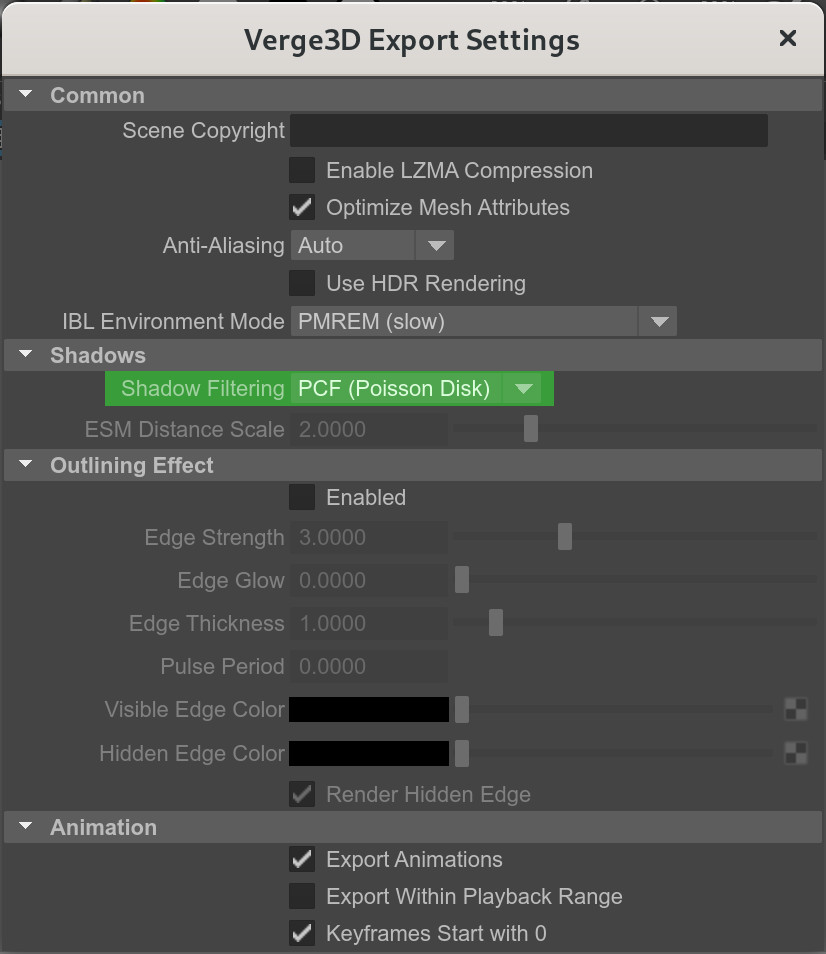 Verge3D Export Settings
Common
Scene Copyright
Enable LZMA Compression
Optimize Mesh Attributes
Anti-Aliasing Auto
Use HDR Rendering
IBL Environment Mode PMREM (slow)
Shadows
Shadow Filtering PCF (Poisson Disk)
ESM Distance Scale 2.0000
Outlining Effect
Enabled
Edge Strength 3.0000
Edge Glow 0.0000
Edge Thickness 1.0000
Pulse Period 0.0000
Visible Edge Color
Hidden Edge Color
Render Hidden Edge
Animation
Export Animations
Export Within Playback Range
Keyframes Start with 0